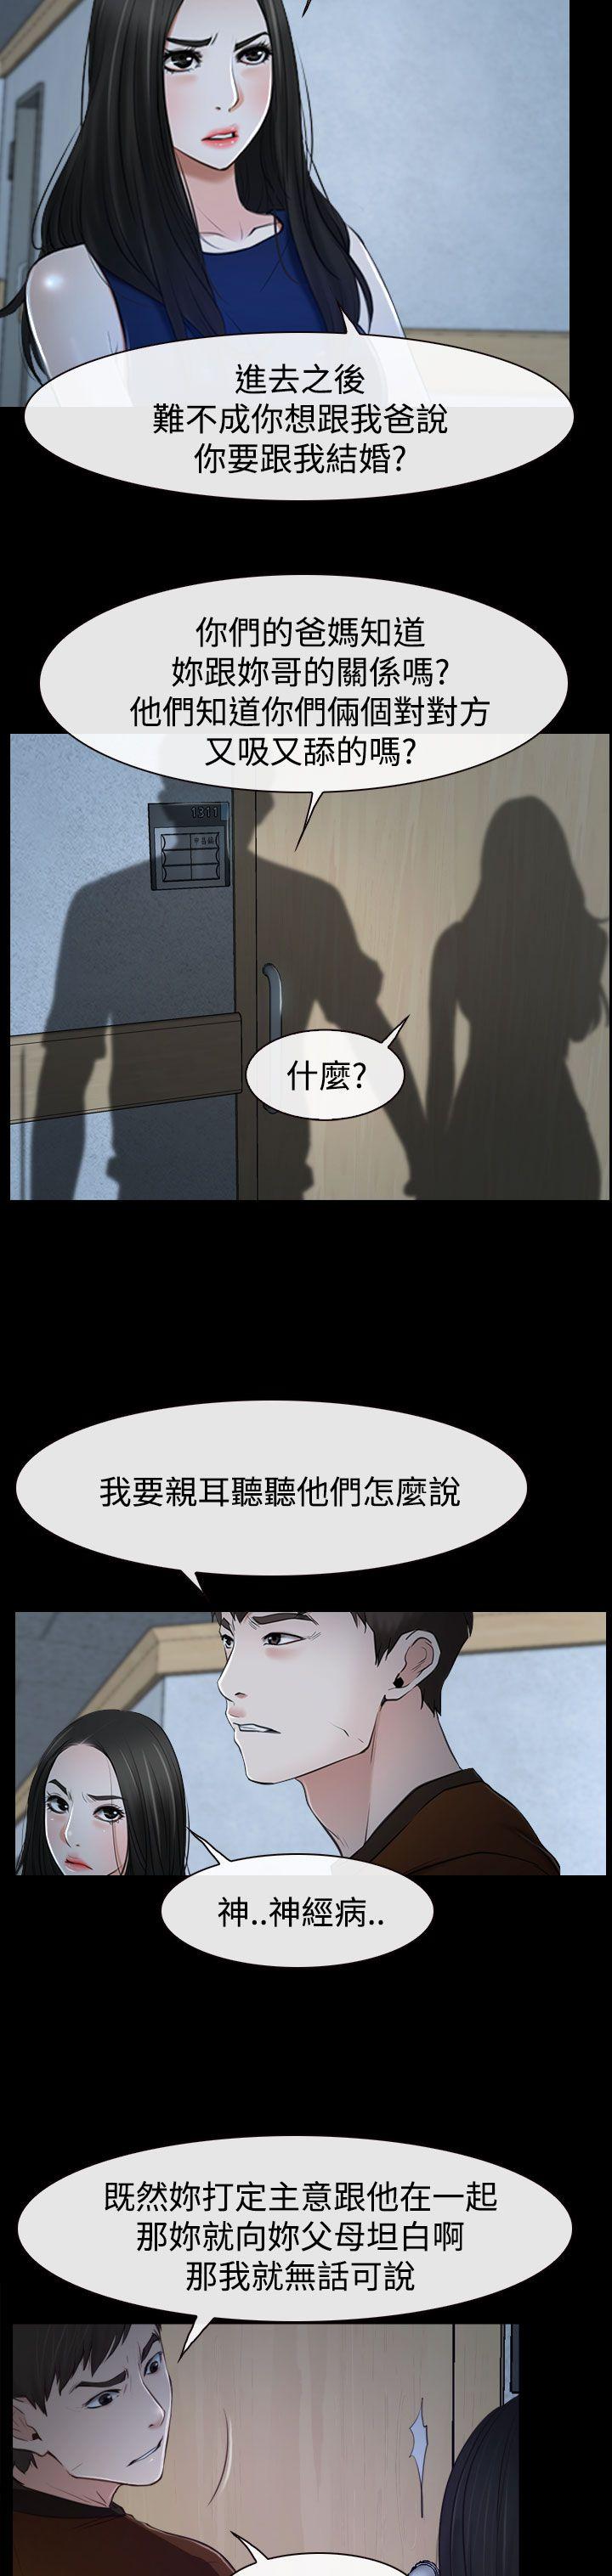 進去之後
難不成你想跟我爸說
你要跟我結婚?
你們的爸媽知道
妳跟妳哥的關係嗎?
他們知道你們倆個對對方
又吸又舔的嗎?
1311
什麼?
我要親耳聽聽他們怎麼說
神..神經病..
既然妳打定主意跟他在一起
那妳就向妳父母坦白啊
那我就無話可說